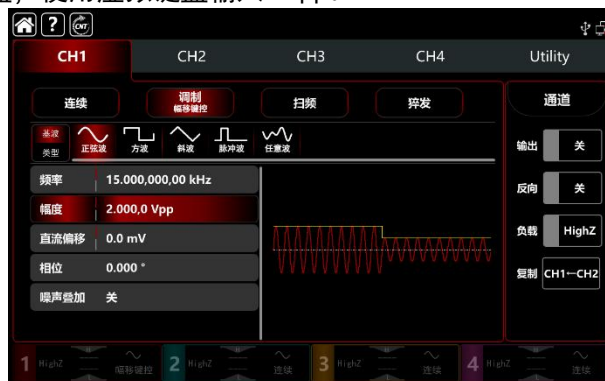 ? CNT
CH1 CH2 CH3 CH4 Utility
连续 调制 幅移键控 扫频 猝发 通道
基波 类型 正弦波 方波 斜波 脉冲波 任意波
输出 关
频率 15.000,000,00 kHz
反向 关
幅度 2.000,0 Vpp
直流偏移 0.0 mV
负载 HighZ
相位 0.000 °
复制 CH1←CH2
噪声叠加 关
1 HighZ 幅移键控 2 HighZ 连续 3 HighZ 连续 4 HighZ 连续